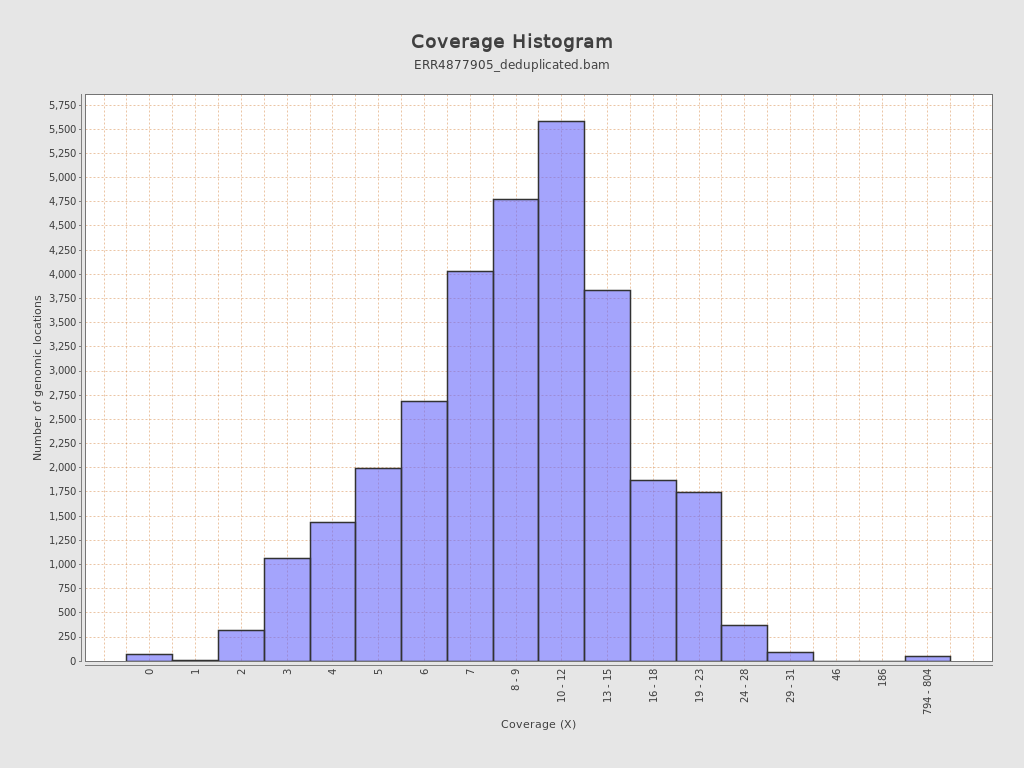 Coverage Histogram
ERR4877905_deduplicated.bam
5,750
5,500
5,250
5,000
4,750
4,500
4,250
4,000
3,750
3,500
3,250
3,000
2,750
2,500
2,250
2,000
1,750
1,500
1,250
1,000
750
500
250
0
Number of genomic locations
0
1
2
3
4
5
6
7
8 - 9
10 - 12
13 - 15
16 - 18
19 - 23
24 - 28
29 - 31
46
186
794 - 804
Coverage (X)